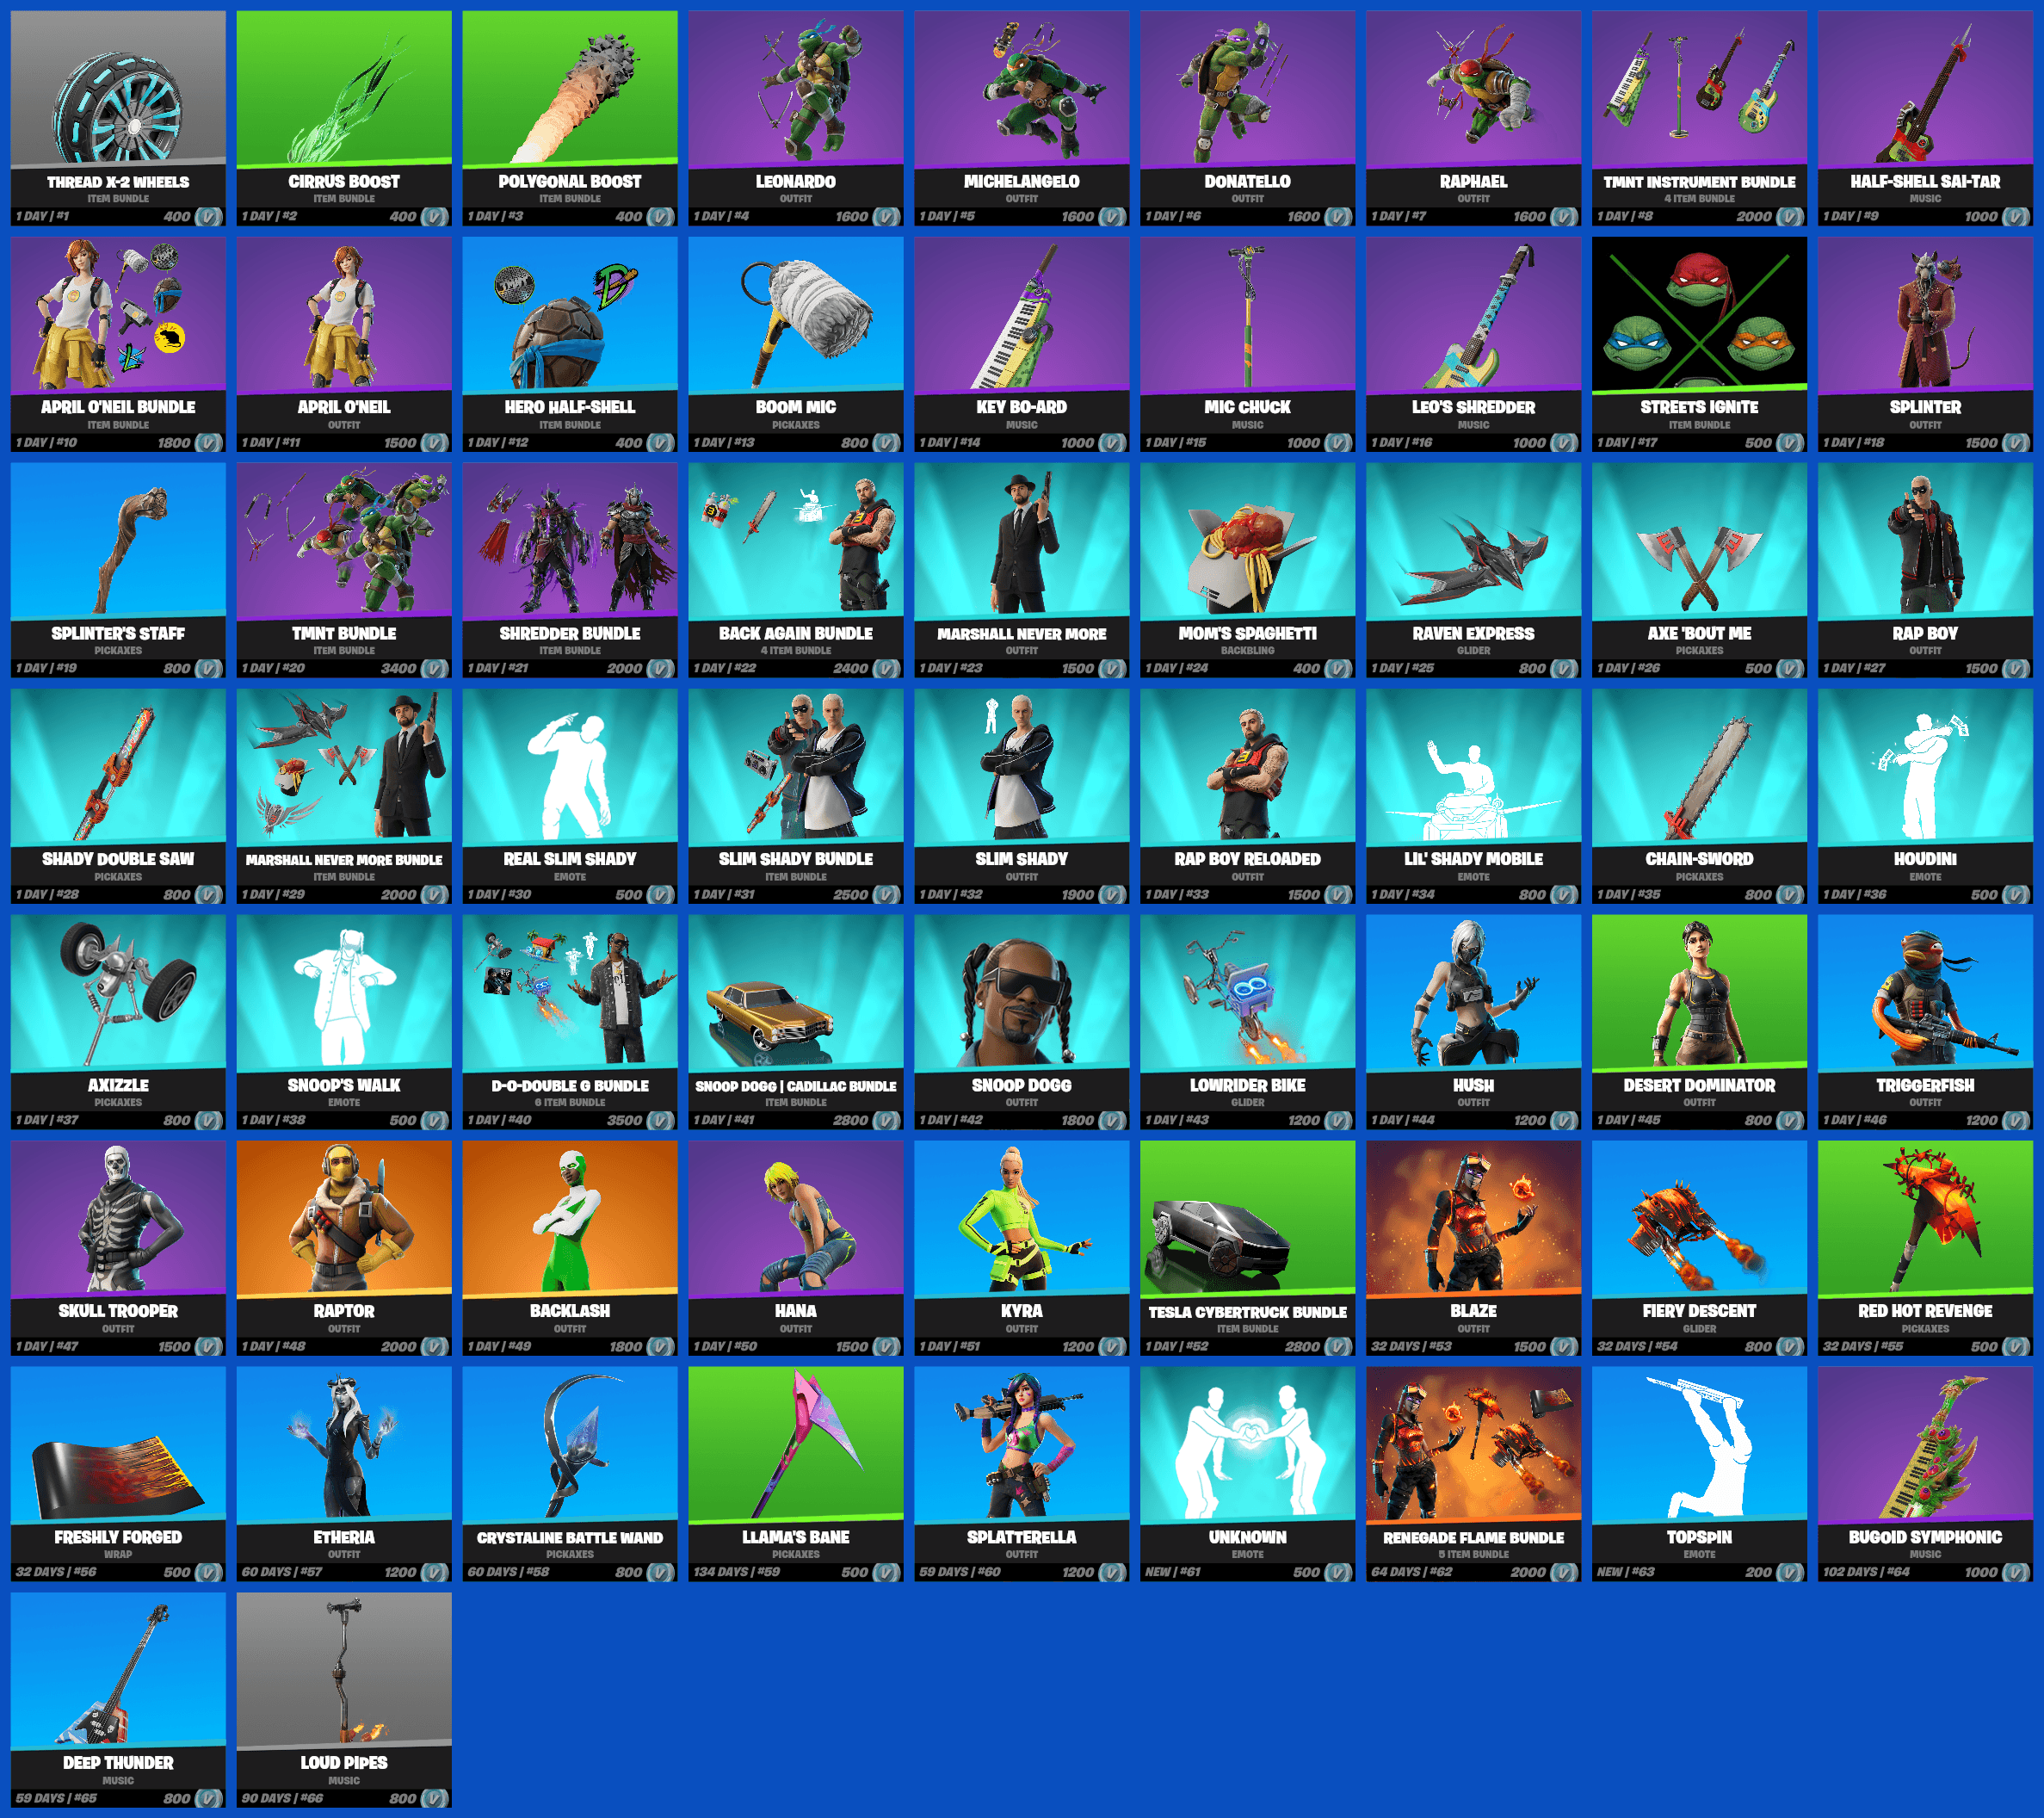 THREAD X-2 WHEELS
ITEM BUNDLE
1 DAY / #1 400
CIRRUS BOOST
ITEM BUNDLE
1 DAY / #2 400
POLYGONAL BOOST
ITEM BUNDLE
1 DAY / #3 400
LEONARDO
OUTFIT
1 DAY / #4 1600
MICHELANGELO
OUTFIT
1 DAY / #5 1600
DONATELLO
OUTFIT
1 DAY / #6 1600
RAPHAEL
OUTFIT
1 DAY / #7 1600
TMNT INSTRUMENT BUNDLE
4 ITEM BUNDLE
1 DAY / #8 2000
HALF-SHELL SAI-TAR
MUSIC
1 DAY / #9 1000
APRIL O'NEIL BUNDLE
ITEM BUNDLE
1 DAY / #10 1800
APRIL O'NEIL
OUTFIT
1 DAY / #11 1500
HERO HALF-SHELL
ITEM BUNDLE
1 DAY / #12 400
BOOM MIC
PICKAXES
1 DAY / #13 800
KEY BO-ARD
MUSIC
1 DAY / #14 1000
MIC CHUCK
MUSIC
1 DAY / #15 1000
LEO'S SHREDDER
MUSIC
1 DAY / #16 1000
STREETS IGNITE
ITEM BUNDLE
1 DAY / #17 500
SPLINTER
OUTFIT
1 DAY / #18 1500
SPLINTER'S STAFF
PICKAXES
1 DAY / #19 800
TMNT BUNDLE
ITEM BUNDLE
1 DAY / #20 3400
SHREDDER BUNDLE
ITEM BUNDLE
1 DAY / #21 2000
BACK AGAIN BUNDLE
4 ITEM BUNDLE
1 DAY / #22 2400
MARSHALL NEVER MORE
OUTFIT
1 DAY / #23 1500
MOM'S SPAGHETTI
BACKBLING
1 DAY / #24 400
RAVEN EXPRESS
GLIDER
1 DAY / #25 800
AXE 'BOUT ME
PICKAXES
1 DAY / #26 500
RAP BOY
OUTFIT
1 DAY / #27 1500
SHADY DOUBLE SAW
PICKAXES
1 DAY / #28 800
MARSHALL NEVER MORE BUNDLE
ITEM BUNDLE
1 DAY / #29 2000
REAL SLIM SHADY
EMOTE
1 DAY / #30 500
SLIM SHADY BUNDLE
ITEM BUNDLE
1 DAY / #31 2500
SLIM SHADY
OUTFIT
1 DAY / #32 1900
RAP BOY RELOADED
OUTFIT
1 DAY / #33 1500
LIL' SHADY MOBILE
EMOTE
1 DAY / #34 800
CHAIN-SWORD
PICKAXES
1 DAY / #35 800
HOUDINI
EMOTE
1 DAY / #36 500
AXIZZLE
PICKAXES
1 DAY / #37 800
SNOOP'S WALK
EMOTE
1 DAY / #38 500
D-O-DOUBLE G BUNDLE
6 ITEM BUNDLE
1 DAY / #40 3500
SNOOP DOGG | CADILLAC BUNDLE
ITEM BUNDLE
1 DAY / #41 2800
SNOOP DOGG
OUTFIT
1 DAY / #42 1800
LOWRIDER BIKE
GLIDER
1 DAY / #43 1200
HUSH
OUTFIT
1 DAY / #44 1200
DESERT DOMINATOR
OUTFIT
1 DAY / #45 800
TRIGGERFISH
OUTFIT
1 DAY / #46 1200
SKULL TROOPER
OUTFIT
1 DAY / #47 1500
RAPTOR
OUTFIT
1 DAY / #48 2000
BACKLASH
OUTFIT
1 DAY / #49 1800
HANA
OUTFIT
1 DAY / #50 1500
KYRA
OUTFIT
1 DAY / #51 1200
TESLA CYBERTRUCK BUNDLE
ITEM BUNDLE
1 DAY / #52 2800
BLAZE
OUTFIT
32 DAYS / #53 1500
FIERY DESCENT
GLIDER
32 DAYS / #54 800
RED HOT REVENGE
PICKAXES
32 DAYS / #55 500
FRESHLY FORGED
WRAP
32 DAYS / #56 500
ETHERIA
OUTFIT
60 DAYS / #57 1200
CRYSTALINE BATTLE WAND
PICKAXES
60 DAYS / #58 800
LLAMA'S BANE
PICKAXES
134 DAYS / #59 500
SPLATTERELLA
OUTFIT
59 DAYS / #60 1200
UNKNOWN
EMOTE
NEW / #61 500
RENEGADE FLAME BUNDLE
5 ITEM BUNDLE
64 DAYS / #62 2000
TOPSPIN
EMOTE
NEW / #63 200
BUGOID SYMPHONIC
MUSIC
102 DAYS / #64 1000
DEEP THUNDER
MUSIC
59 DAYS / #65 800
LOUD PIPES
MUSIC
90 DAYS / #66 800